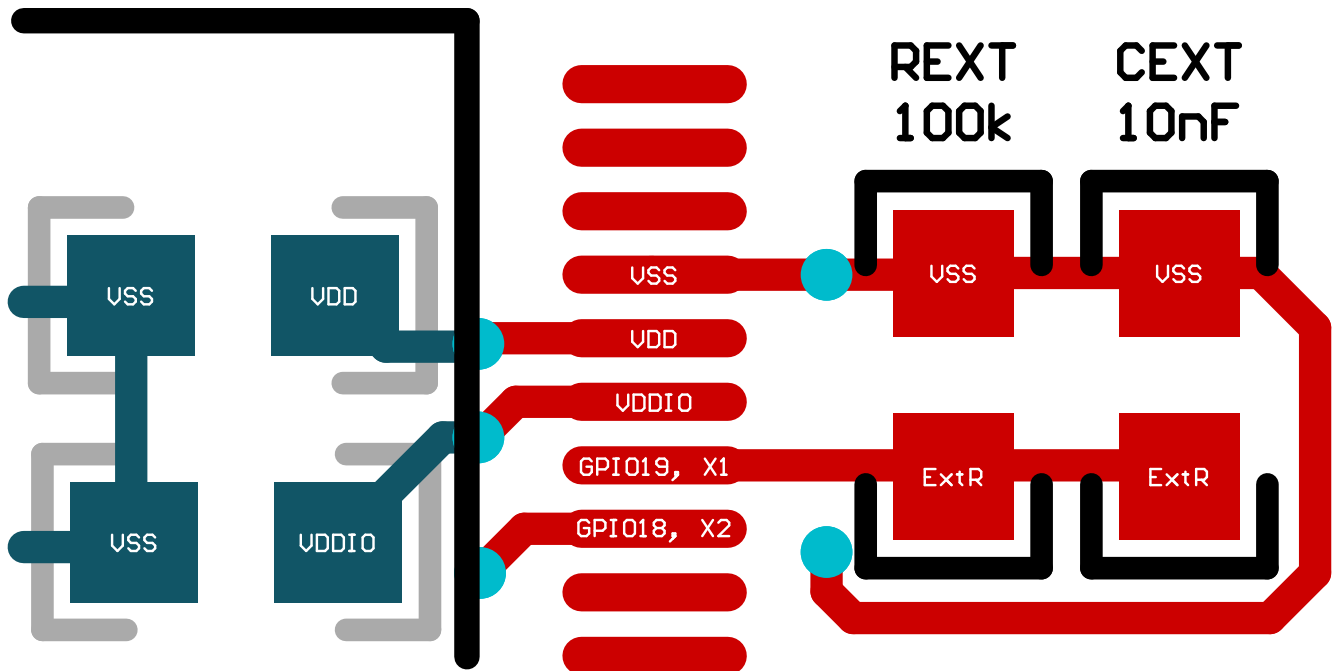 REXT
100k
CEXT
10nF
VSS
VDD
VSS
VDDIO
VSS
VDD
VDDIO
GPIO19, X1
GPIO18, X2
VSS
VSS
ExtR
ExtR